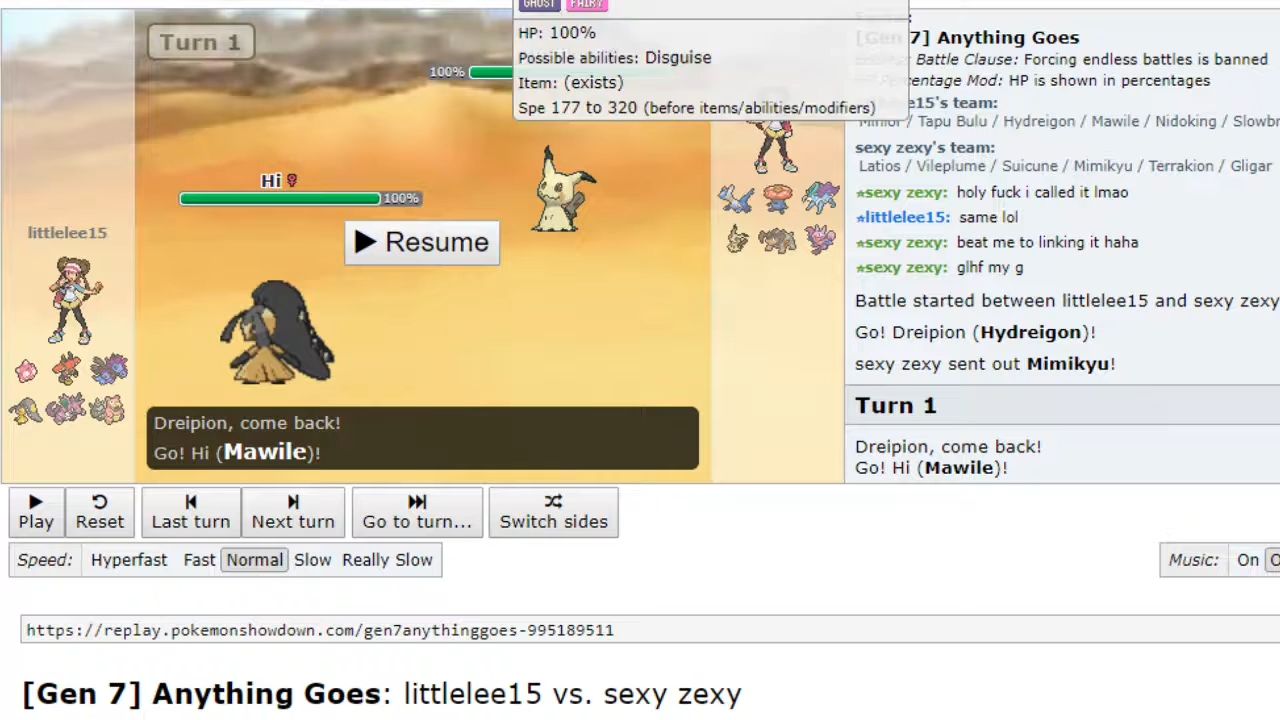 GHOST FAIRY
HP: 100%
Possible abilities: Disguise
Item: (exists)
Spe 177 to 320 (before items/abilities/modifiers)
Turn 1
100%
Hi ♀
100%
Resume
littlelee15
Dreipion, come back!
Go! Hi (Mawile)!
7] Anything Goes
Battle Clause: Forcing endless battles is banned
Percentage Mod: HP is shown in percentages
e15's team:
Minior / Tapu Bulu / Hydreigon / Mawile / Nidoking / Slowbr
sexy zexy's team:
Latios / Vileplume / Suicune / Mimikyu / Terrakion / Gligar
☆sexy zexy: holy fuck i called it lmao
☆littlelee15: same lol
☆sexy zexy: beat me to linking it haha
☆sexy zexy: glhf my g
Battle started between littlelee15 and sexy zexy
Go! Dreipion (Hydreigon)!
sexy zexy sent out Mimikyu!
Turn 1
Dreipion, come back!
Go! Hi (Mawile)!
Play Reset Last turn Next turn Go to turn... Switch sides
Speed: Hyperfast Fast Normal Slow Really Slow
Music: On O
https://replay.pokemonshowdown.com/gen7anythinggoes-995189511
[Gen 7] Anything Goes: littlelee15 vs. sexy zexy